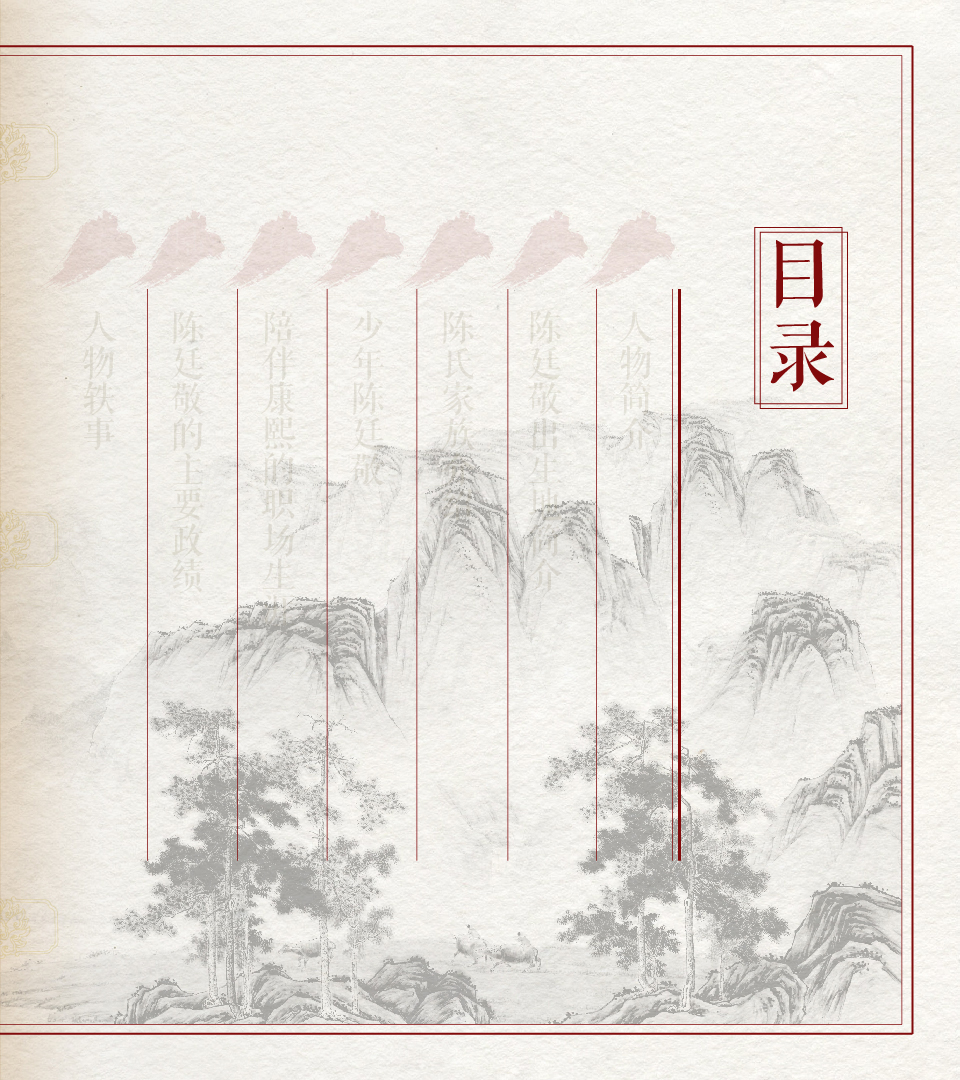 目录
人物简介
陈廷敬出生地简介
陈氏家族
少年陈廷敬
陪伴康熙的职场生
陈廷敬的主要政绩
人物轶事